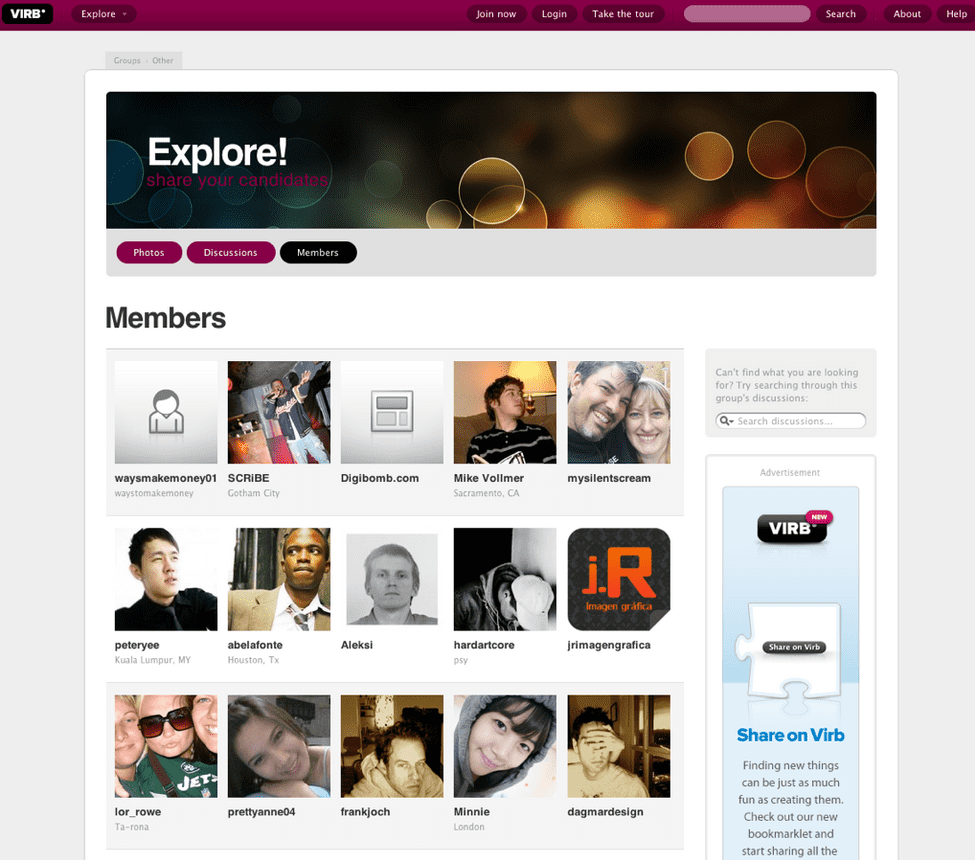 VIRB° Explore Join now Login Take the tour Search About Help
Groups › Other
Explore!
share your candidates
Photos Discussions Members
Members
waysmakemoney01 SCRiBE Digibomb.com Mike Vollmer mysilentscream
waystomakemoney Gotham City Sacramento, CA
j.R
Imagen gráfica
peteryee abelafonte Aleksi hardartcore jrimagengrafica
Kuala Lumpur, MY Houston, Tx psy
JETS
lor_rowe prettyanne04 frankjoch Minnie dagmardesign
Ta-rona London
Can't find what you are looking
for? Try searching through this
group's discussions:
Search discussions...
Advertisement
NEW
VIRB°
Share on Virb
Share on Virb
Finding new things
can be just as much
fun as creating them.
Check out our new
bookmarklet and
start sharing all the